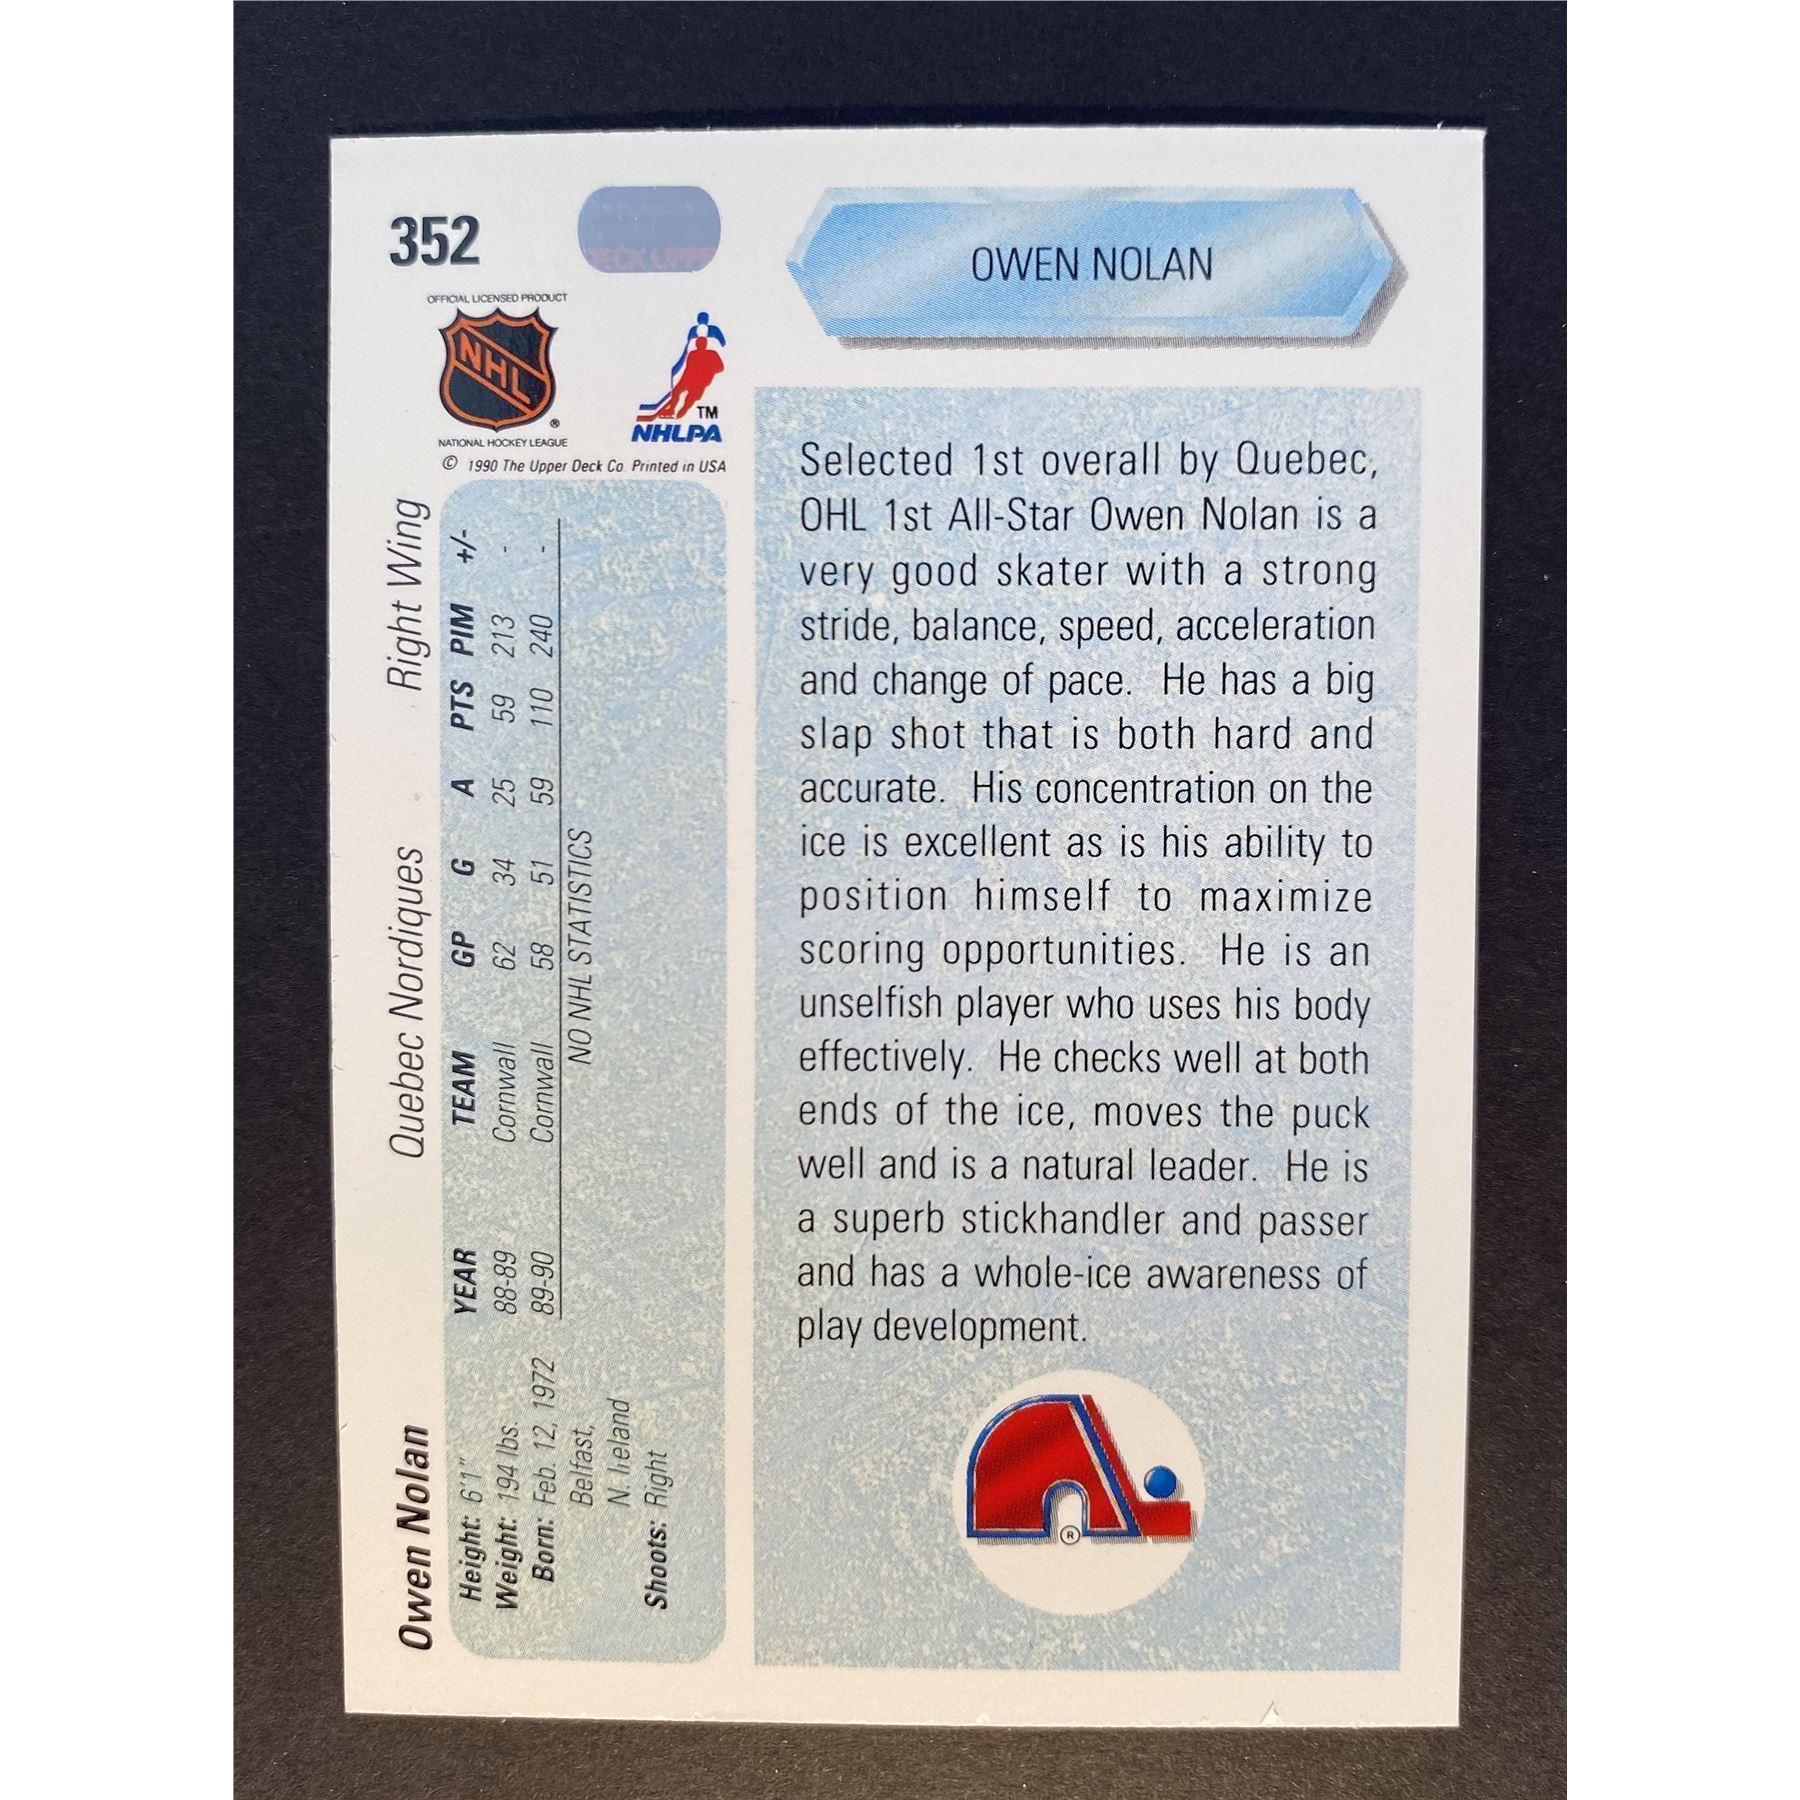 352
DECK UPPE
OFFICIAL LICENSED PRODUCT
NHL
®
NATIONAL HOCKEY LEAGUE
TM
NHLPA
© 1990 The Upper Deck Co. Printed in USA
OWEN NOLAN
Selected 1st overall by Quebec,
OHL 1st All-Star Owen Nolan is a
very good skater with a strong
stride, balance, speed, acceleration
and change of pace. He has a big
slap shot that is both hard and
accurate. His concentration on the
ice is excellent as is his ability to
position himself to maximize
scoring opportunities. He is an
unselfish player who uses his body
effectively. He checks well at both
ends of the ice, moves the puck
well and is a natural leader. He is
a superb stickhandler and passer
and has a whole-ice awareness of
play development.
®
Owen Nolan Quebec Nordiques Right Wing
Height: 6'1"
Weight: 194 lbs.
Born: Feb. 12, 1972
Belfast,
N. Ireland
Shoots: Right
YEAR TEAM GP G A PTS PIM +/-
88-89 Cornwall 62 34 25 59 213 -
89-90 Cornwall 58 51 59 110 240 -
NO NHL STATISTICS